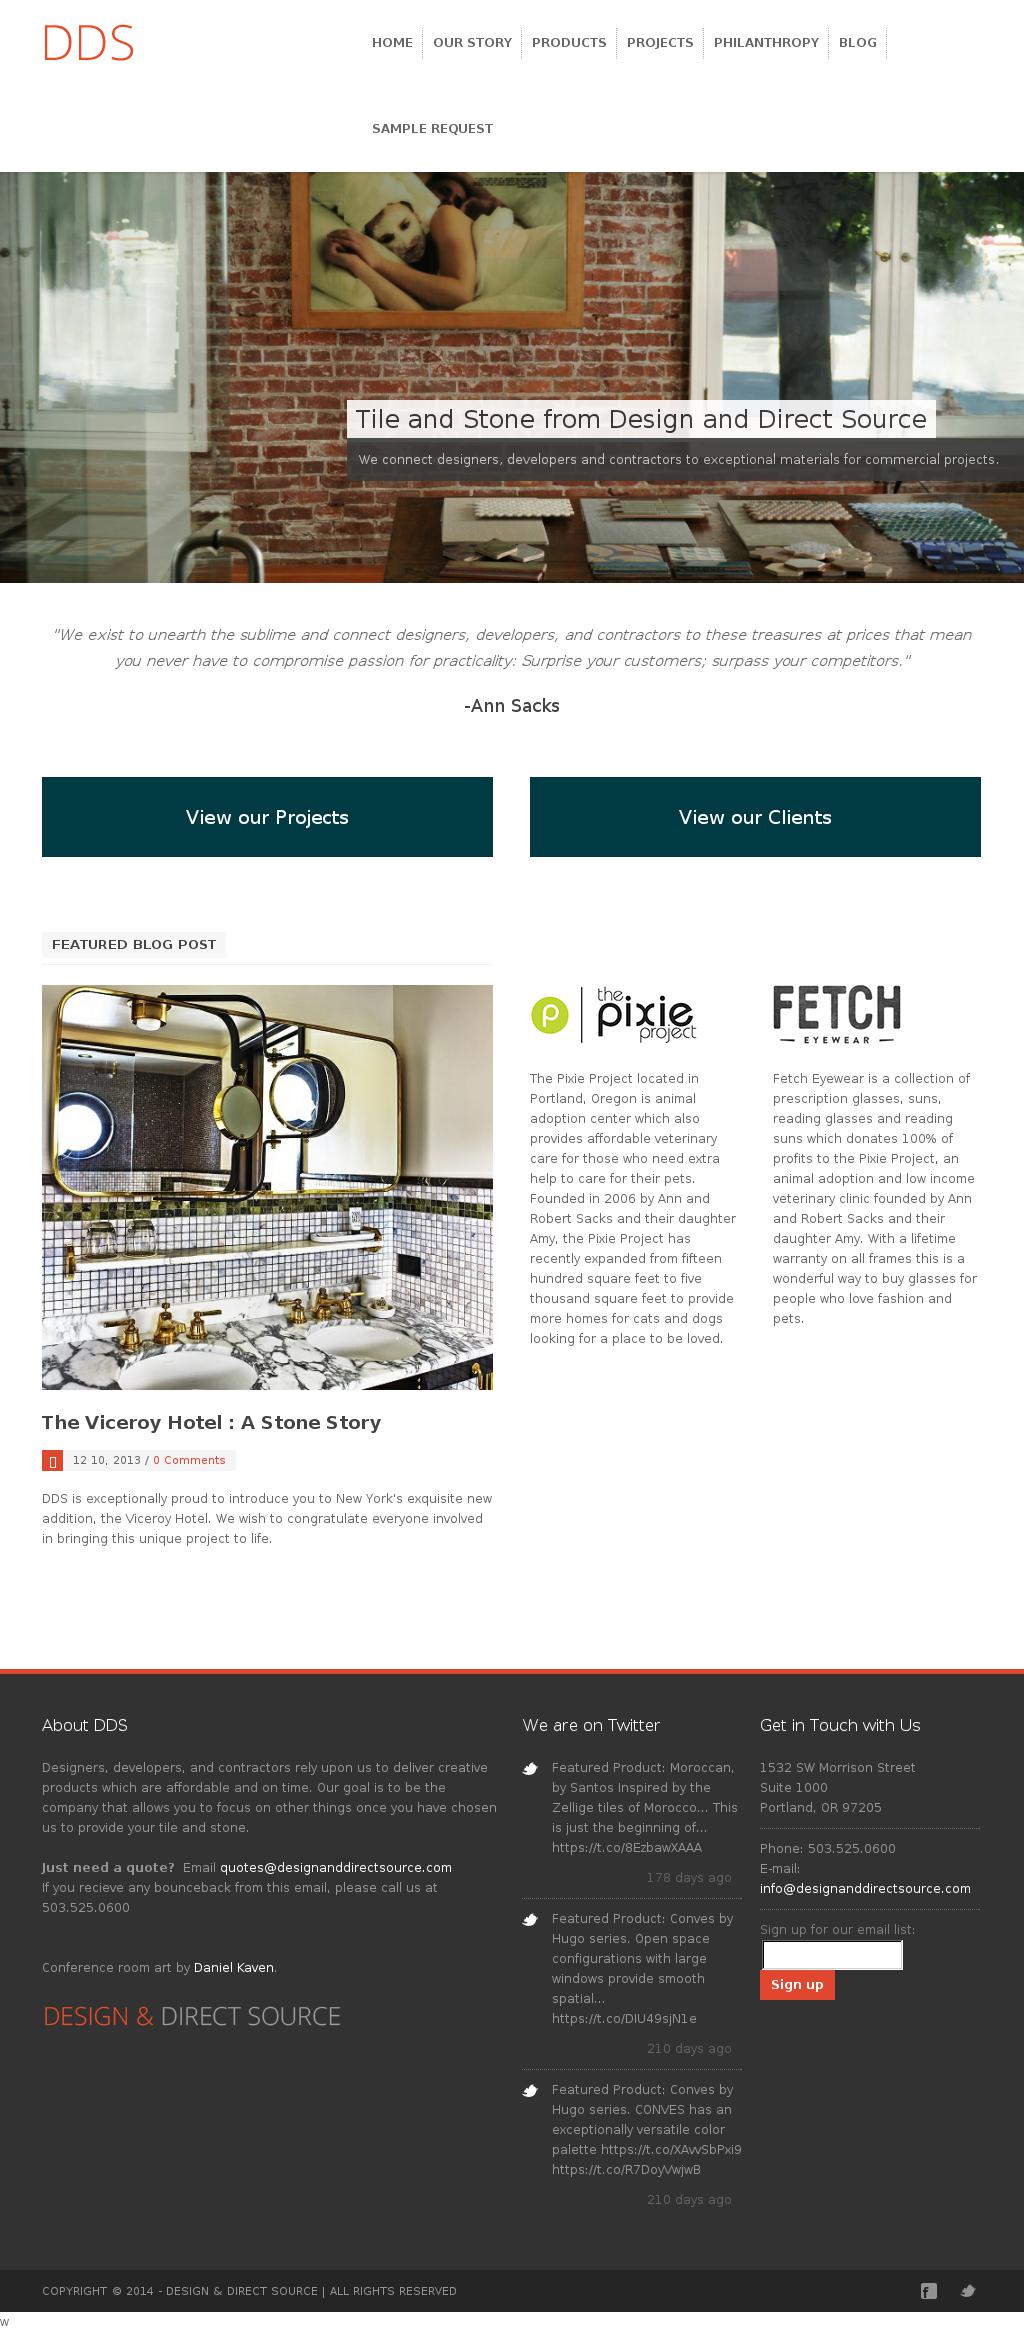 DDS
HOME
OUR STORY
PRODUCTS
PROJECTS
PHILANTHROPY
BLOG
SAMPLE REQUEST
Tile and Stone from Design and Direct Source
We connect designers, developers and contractors to exceptional materials for commercial projects.
"We exist to unearth the sublime and connect designers, developers, and contractors to these treasures at prices that mean
you never have to compromise passion for practicality: Surprise your customers; surpass your competitors."
-Ann Sacks
View our Projects
View our Clients
FEATURED BLOG POST
The Viceroy Hotel : A Stone Story
12 10, 2013 / 0 Comments
DDS is exceptionally proud to introduce you to New York's exquisite new
addition, the Viceroy Hotel. We wish to congratulate everyone involved
in bringing this unique project to life.
p
the
pixie
project
The Pixie Project located in
Portland, Oregon is animal
adoption center which also
provides affordable veterinary
care for those who need extra
help to care for their pets.
Founded in 2006 by Ann and
Robert Sacks and their daughter
Amy, the Pixie Project has
recently expanded from fifteen
hundred square feet to five
thousand square feet to provide
more homes for cats and dogs
looking for a place to be loved.
FETCH
EYEWEAR
Fetch Eyewear is a collection of
prescription glasses, suns,
reading glasses and reading
suns which donates 100% of
profits to the Pixie Project, an
animal adoption and low income
veterinary clinic founded by Ann
and Robert Sacks and their
daughter Amy. With a lifetime
warranty on all frames this is a
wonderful way to buy glasses for
people who love fashion and
pets.
About DDS
Designers, developers, and contractors rely upon us to deliver creative
products which are affordable and on time. Our goal is to be the
company that allows you to focus on other things once you have chosen
us to provide your tile and stone.
Just need a quote? Email quotes@designanddirectsource.com
If you recieve any bounceback from this email, please call us at
503.525.0600
Conference room art by Daniel Kaven.
DESIGN & DIRECT SOURCE
We are on Twitter
Featured Product: Moroccan,
by Santos Inspired by the
Zellige tiles of Morocco… This
is just the beginning of…
https://t.co/8EzbawXAAA
178 days ago
Featured Product: Conves by
Hugo series. Open space
configurations with large
windows provide smooth
spatial…
https://t.co/DIU49sjN1e
210 days ago
Featured Product: Conves by
Hugo series. CONVES has an
exceptionally versatile color
palette https://t.co/XAvvSbPxi9
https://t.co/R7DoyVwjwB
210 days ago
Get in Touch with Us
1532 SW Morrison Street
Suite 1000
Portland, OR 97205
Phone: 503.525.0600
E-mail:
info@designanddirectsource.com
Sign up for our email list:
Sign up
COPYRIGHT © 2014 - DESIGN & DIRECT SOURCE | ALL RIGHTS RESERVED
w